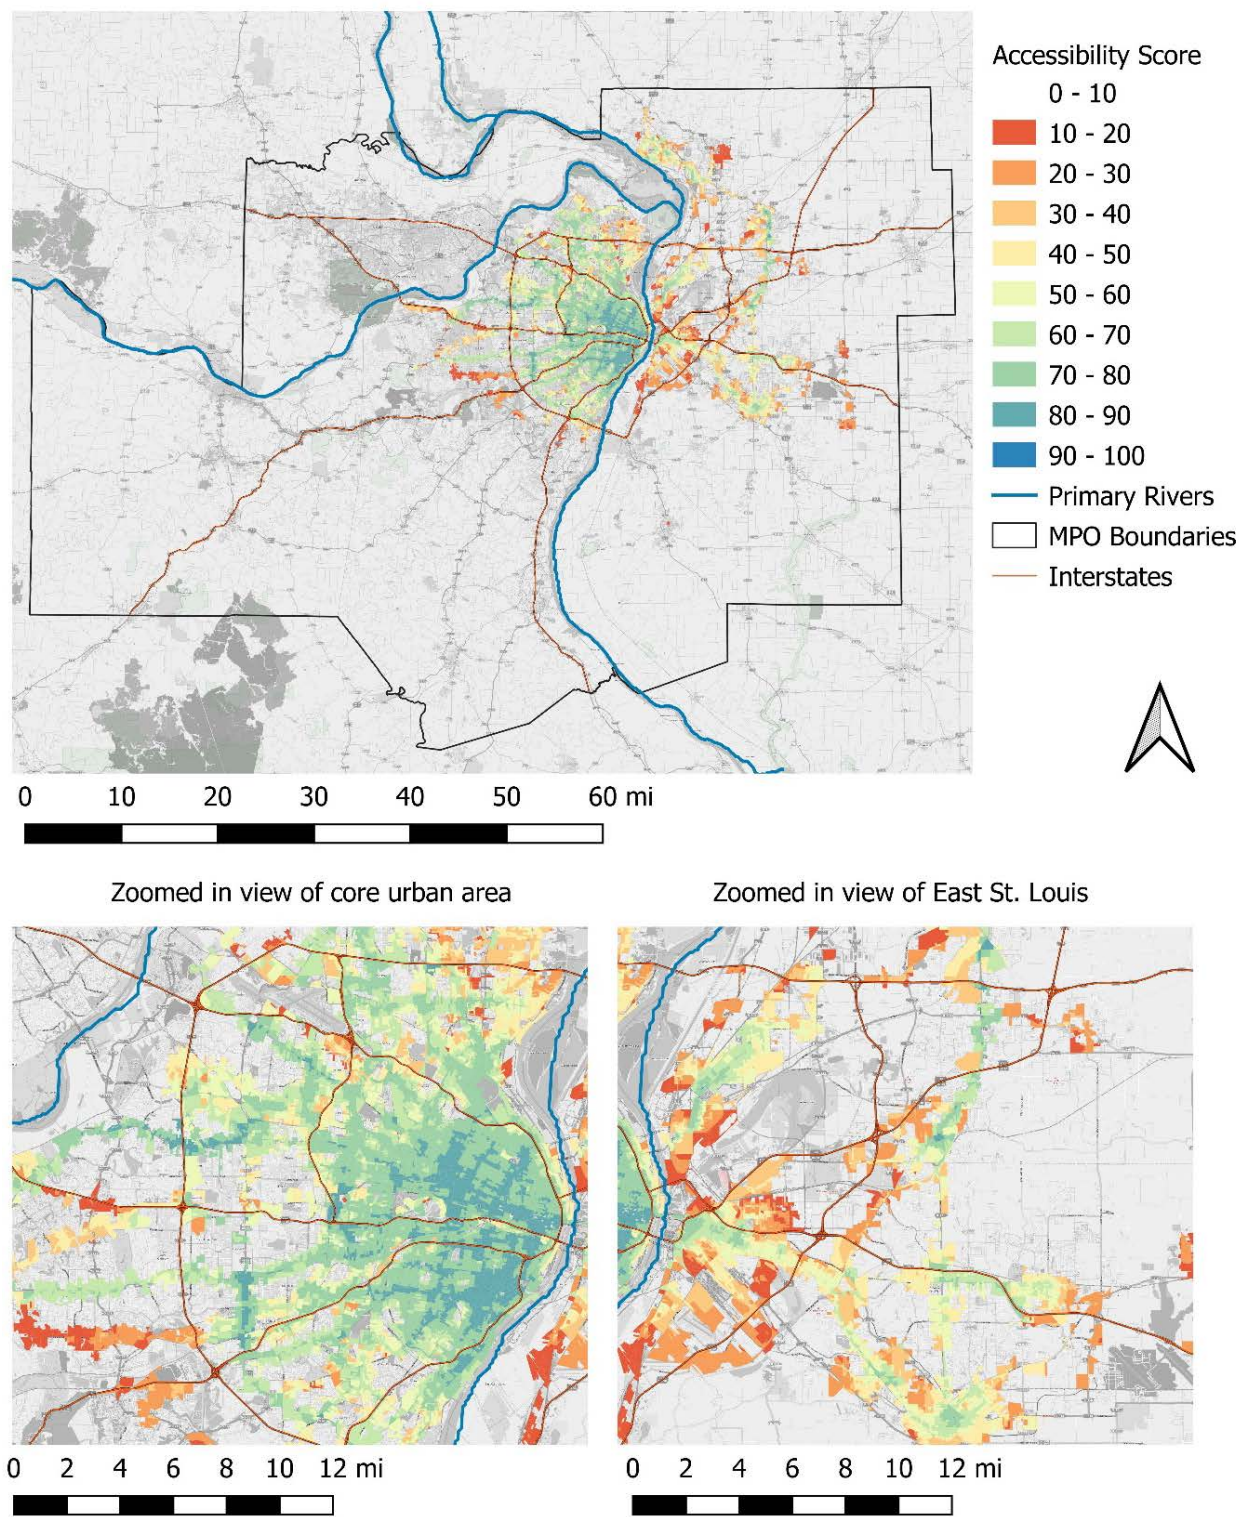 Accessibility Score
0 - 10
10 - 20
20 - 30
30 - 40
40 - 50
50 - 60
60 - 70
70 - 80
80 - 90
90 - 100
Primary Rivers
MPO Boundaries
Interstates
0 10 20 30 40 50 60 mi
Zoomed in view of core urban area
Zoomed in view of East St. Louis
0 2 4 6 8 10 12 mi
0 2 4 6 8 10 12 mi